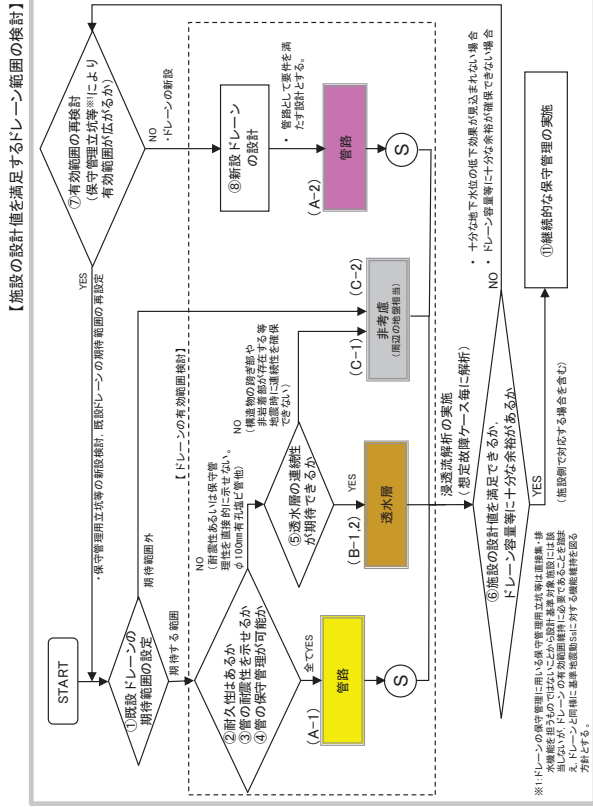 【施設の設計値を満足するドレーン範囲の検討】
START
①既設ドレーンの
期待範囲の設定
・保守管理用立坑等の新設検討、既設ドレーンの期待範囲の再設定
YES
⑦有効範囲の再検討
(保守管理立坑等※1により
有効範囲が広がるか)
NO
・ドレーンの新設
期待範囲外
期待する範囲
【ドレーンの有効範囲検討】
②耐久性はあるか
③管の耐震性を示せるか
④管の保守管理が可能か
NO
(耐震性あるいは保守管
理性を直接的に示せない。
φ100mm有孔塩ビ管他)
全てYES
⑤透水層の連続性
が期待できるか
NO
(構造物の跨ぎ部や
非岩着部が存在する等
地震時に連続性を確保
できない)
YES
⑧新設ドレーン
の設計
・ 管路として要件を満
たす設計とする。
(A-1)
管路
(B-1,2)
透水層
(C-1)
(C-2)
非考慮
(周辺の地盤相当)
(A-2)
管路
S
S
浸透流解析の実施
(想定故障ケース毎に解析)
⑥施設の設計値を満足できるか,
ドレーン容量等に十分な余裕があるか
NO
・ 十分な地下水位の低下効果が見込まれない場合
・ ドレーン容量等に十分な余裕が確保できない場合
YES
(施設側で対応する場合を含む)
⑪継続的な保守管理の実施
※1:ドレーンの保守管理に用いる保守管理用立坑等は直接集・排
水機能を担うものではないことから設計基準対象施設には該
当しないが、ドレーンの有効範囲維持に必要であることを踏ま
え、ドレーンと同様に基準地震動Ssに対する機能維持を図る
方針とする。